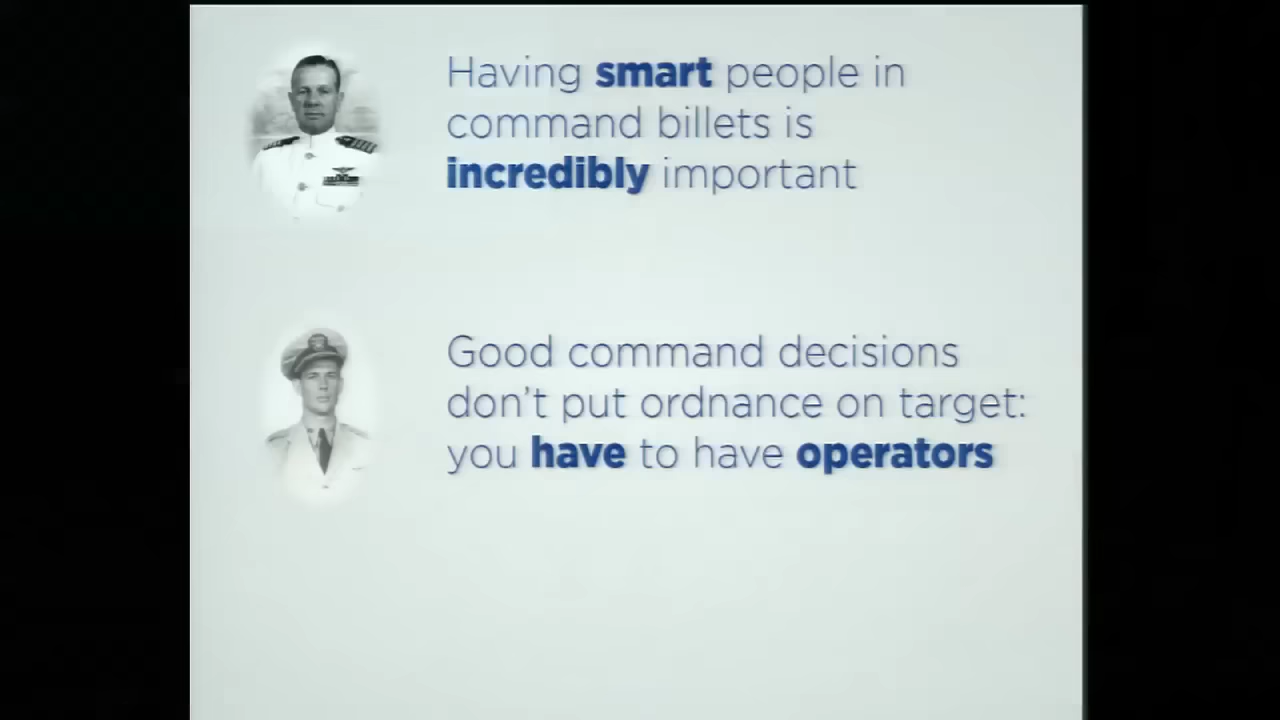 Having smart people in
command billets is
incredibly important
Good command decisions
don't put ordnance on target:
you have to have operators